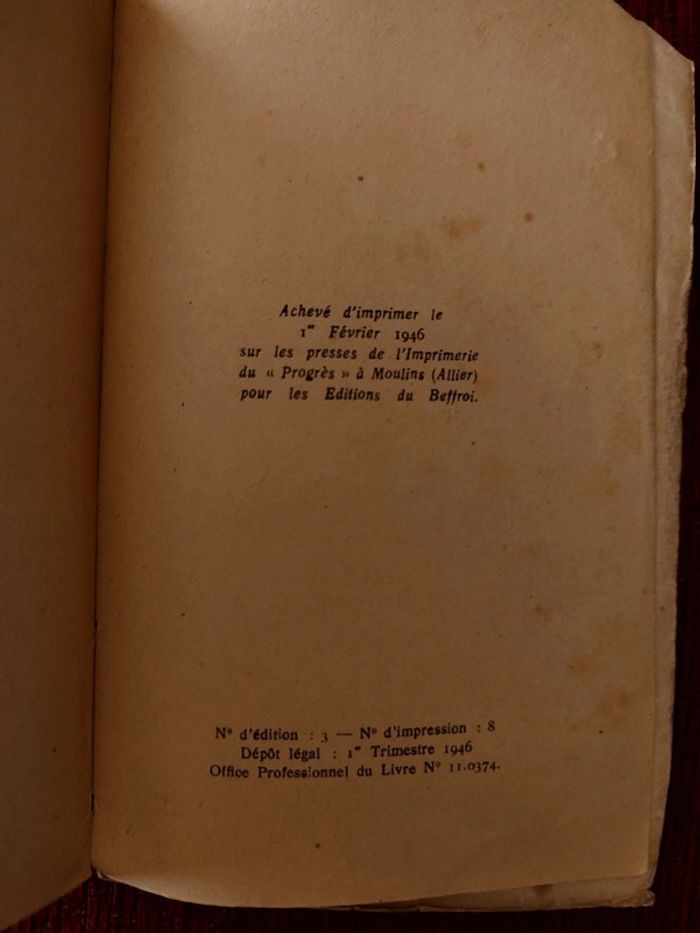 Achevé d'imprimer le
1er Février 1946
sur les presses de l'Imprimerie
du « Progrès » à Moulins (Allier)
pour les Editions du Beffroi.
N° d'édition : 3 — N° d'impression : 8
Dépôt légal : 1er Trimestre 1946
Office Professionnel du Livre N° 11.0374.